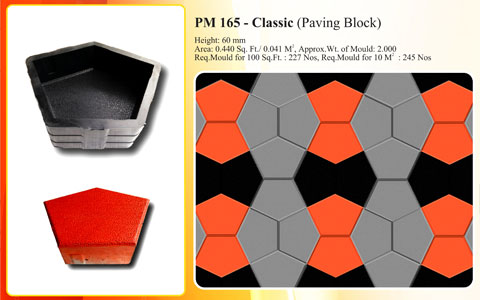 PM 165 - Classic (Paving Block)
Height: 60 mm
Area: 0.440 Sq. Ft./ 0.041 M², Approx.Wt. of Mould: 2.000
Req.Mould for 100 Sq.Ft. : 227 Nos, Req.Mould for 10 M² : 245 Nos